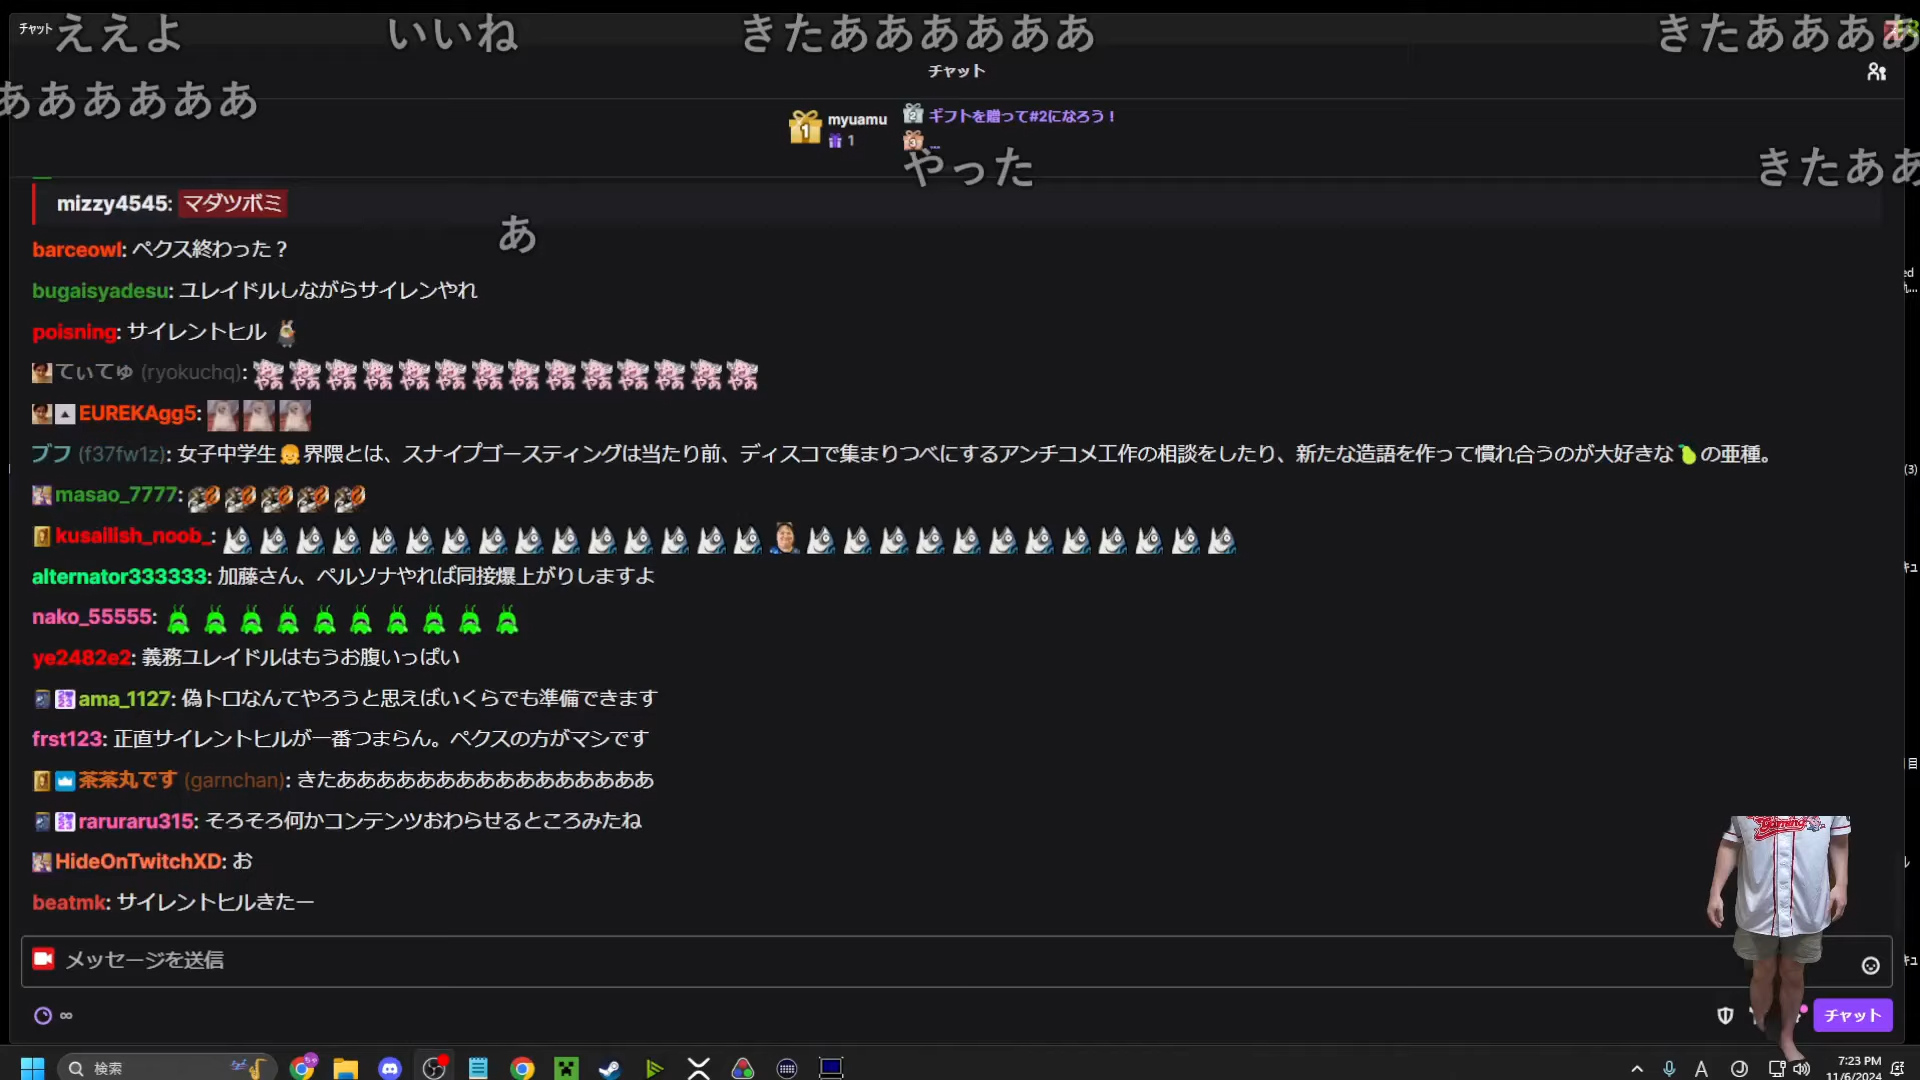 チャット
ええよ
いいね
きたああああああ
きたああああ
チャット
ああああああ
myuamu
1
ギフトを贈って#2になろう！
...
やった
きたああ
mizzy4545: マダツボミ
あ
barceowl: ペクス終わった？
bugaisyadesu: ユレイドルしながらサイレンやれ
poisning: サイレントヒル
てぃてゅ (ryokuchq):
EUREKAgg5:
ブフ (f37fw1z): 女子中学生界隈とは、スナイプゴースティングは当たり前、ディスコで集まりつべにするアンチコメ工作の相談をしたり、新たな造語を作って慣れ合うのが大好きなの亜種。
masao_7777:
kusailish_noob_:
alternator333333: 加藤さん、ペルソナやれば同接爆上がりしますよ
nako_55555:
ye2482e2: 義務ユレイドルはもうお腹いっぱい
ama_1127: 偽トロなんてやろうと思えばいくらでも準備できます
frst123: 正直サイレントヒルが一番つまらん。ペクスの方がマシです
茶茶丸です (garnchan): きたああああああああああああああああ
raruraru315: そろそろ何かコンテンツおわらせるところみたね
HideOnTwitchXD: お
beatmk: サイレントヒルきたー
メッセージを送信
∞
チャット
検索
A
7:23 PM
11/6/2024